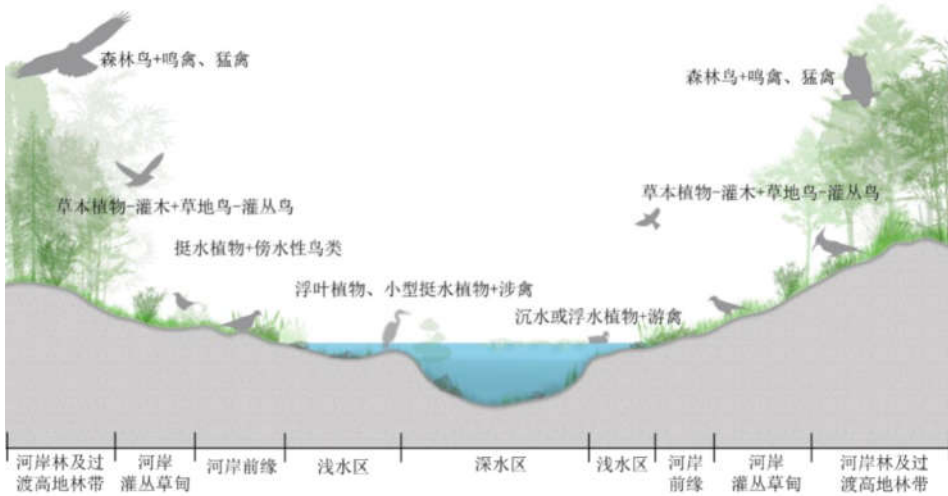 森林鸟+鸣禽、猛禽
森林鸟+鸣禽、猛禽
草本植物-灌木+草地鸟-灌丛鸟
草本植物-灌木+草地鸟-灌丛鸟
挺水植物+傍水性鸟类
浮叶植物、小型挺水植物+涉禽
沉水或浮水植物+游禽
河岸林及过
渡高地林带
河岸
灌丛草甸
河岸前缘
浅水区
深水区
浅水区
河岸
前缘
河岸
灌丛草甸
河岸林及过
渡高地林带